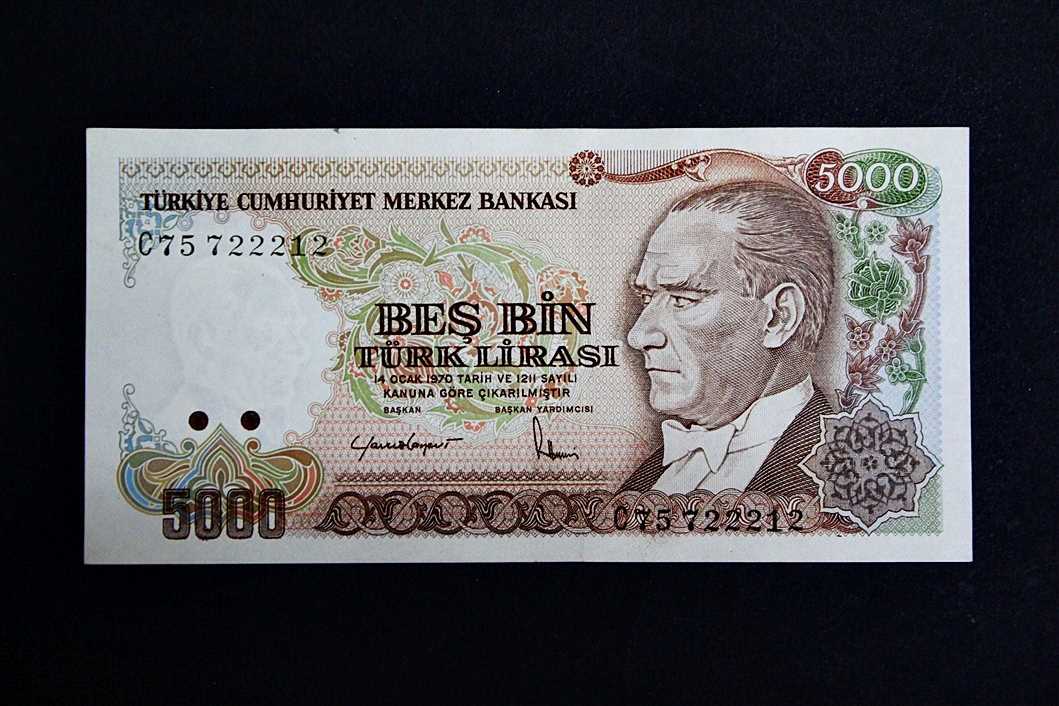 5000
TÜRKİYE CUMHURİYET MERKEZ BANKASI
C75 722212
BEŞ BİN
TÜRK LİRASI
14 OCAK 1970 TARİH VE 1211 SAYILI
KANUNA GÖRE ÇIKARILMIŞTIR
BAŞKAN BAŞKAN YARDIMCISI
5000
C75 722212